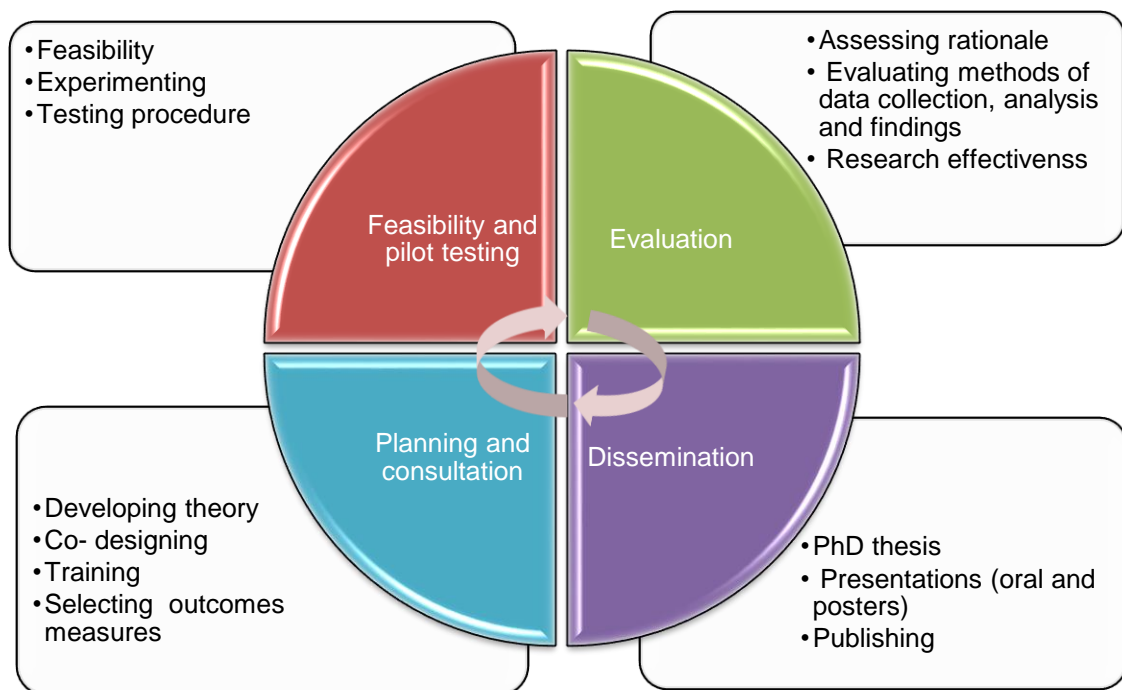 •Feasibility
•Experimenting
•Testing procedure
•Assessing rationale
• Evaluating methods of
data collection, analysis
and findings
• Research effectivenss
Feasibility and
pilot testing
Evaluation
Planning and
consultation
Dissemination
•Developing theory
•Co- designing
•Training
•Selecting outcomes
measures
•PhD thesis
• Presentations (oral and
posters)
•Publishing